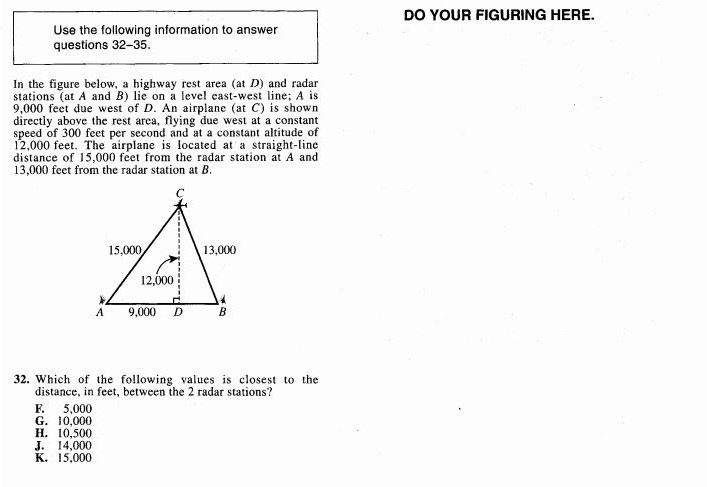 Use the following information to answer
questions 32–35.
DO YOUR FIGURING HERE.
In the figure below, a highway rest area (at D) and radar
stations (at A and B) lie on a level east-west line; A is
9,000 feet due west of D. An airplane (at C) is shown
directly above the rest area, flying due west at a constant
speed of 300 feet per second and at a constant altitude of
12,000 feet. The airplane is located at a straight-line
distance of 15,000 feet from the radar station at A and
13,000 feet from the radar station at B.
C
15,000
13,000
12,000
A 9,000 D B
32. Which of the following values is closest to the
distance, in feet, between the 2 radar stations?
F. 5,000
G. 10,000
H. 10,500
J. 14,000
K. 15,000